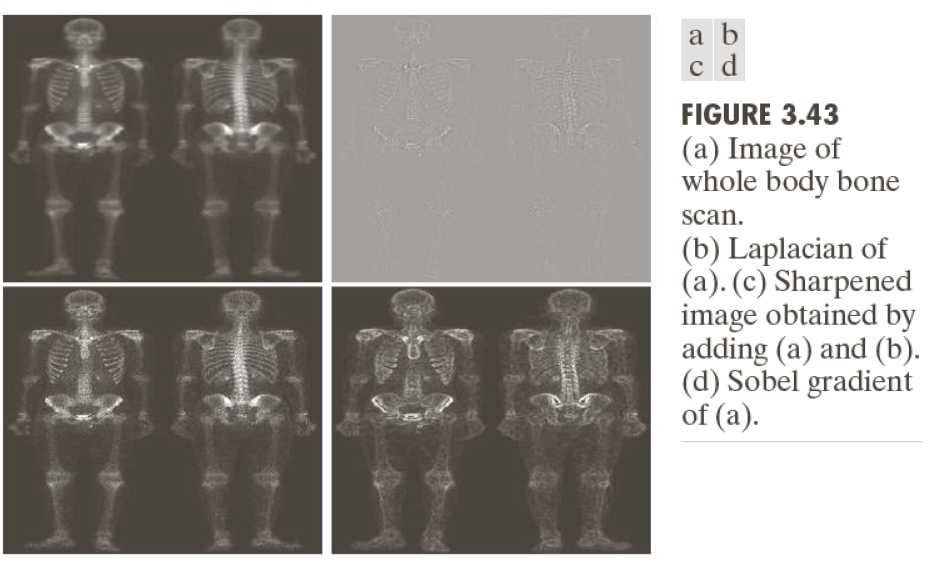 a b
c d
FIGURE 3.43
(a) Image of
whole body bone
scan.
(b) Laplacian of
(a). (c) Sharpened
image obtained by
adding (a) and (b).
(d) Sobel gradient
of (a).